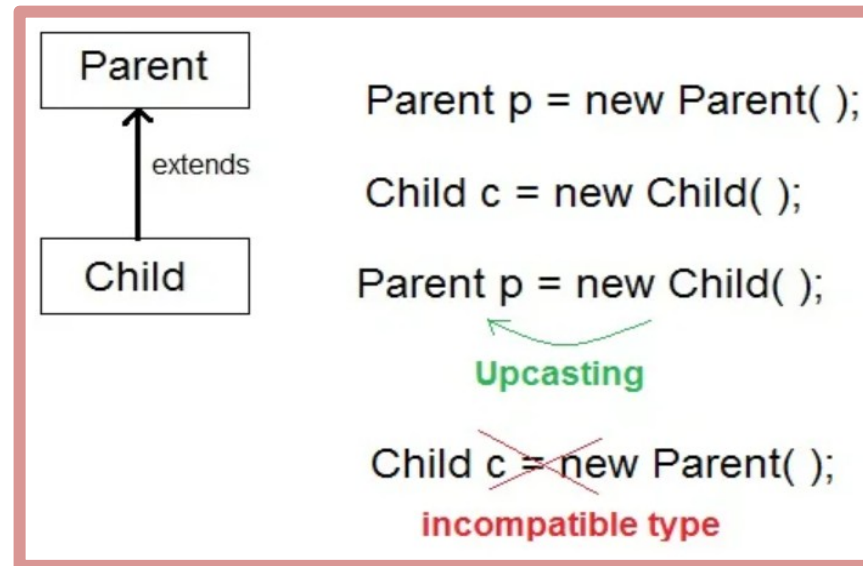 Parent
extends
Child
Parent p = new Parent( );
Child c = new Child( );
Parent p = new Child( );
Upcasting
Child c = new Parent( );
incompatible type